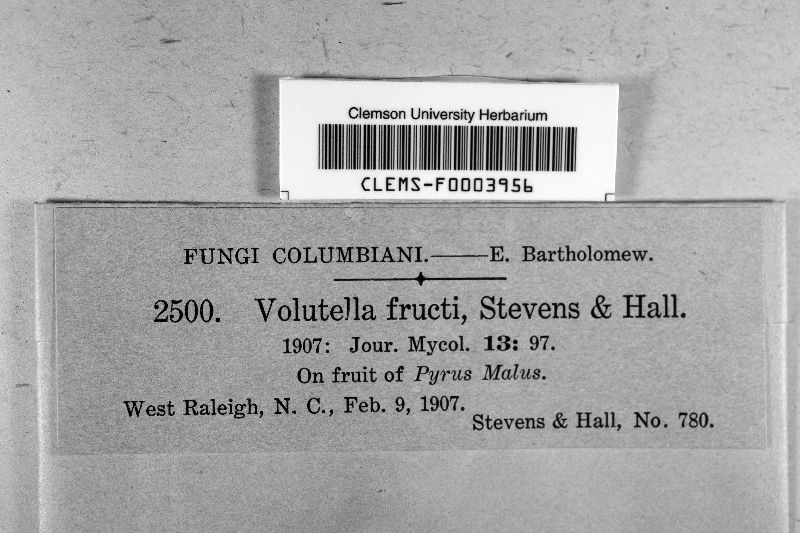 Clemson University Herbarium
CLEMS-F0003956
FUNGI COLUMBIANI.——E. Bartholomew.
2500. Volutella fructi, Stevens & Hall.
1907: Jour. Mycol. 13: 97.
On fruit of Pyrus Malus.
West Raleigh, N. C., Feb. 9, 1907.
Stevens & Hall, No. 780.